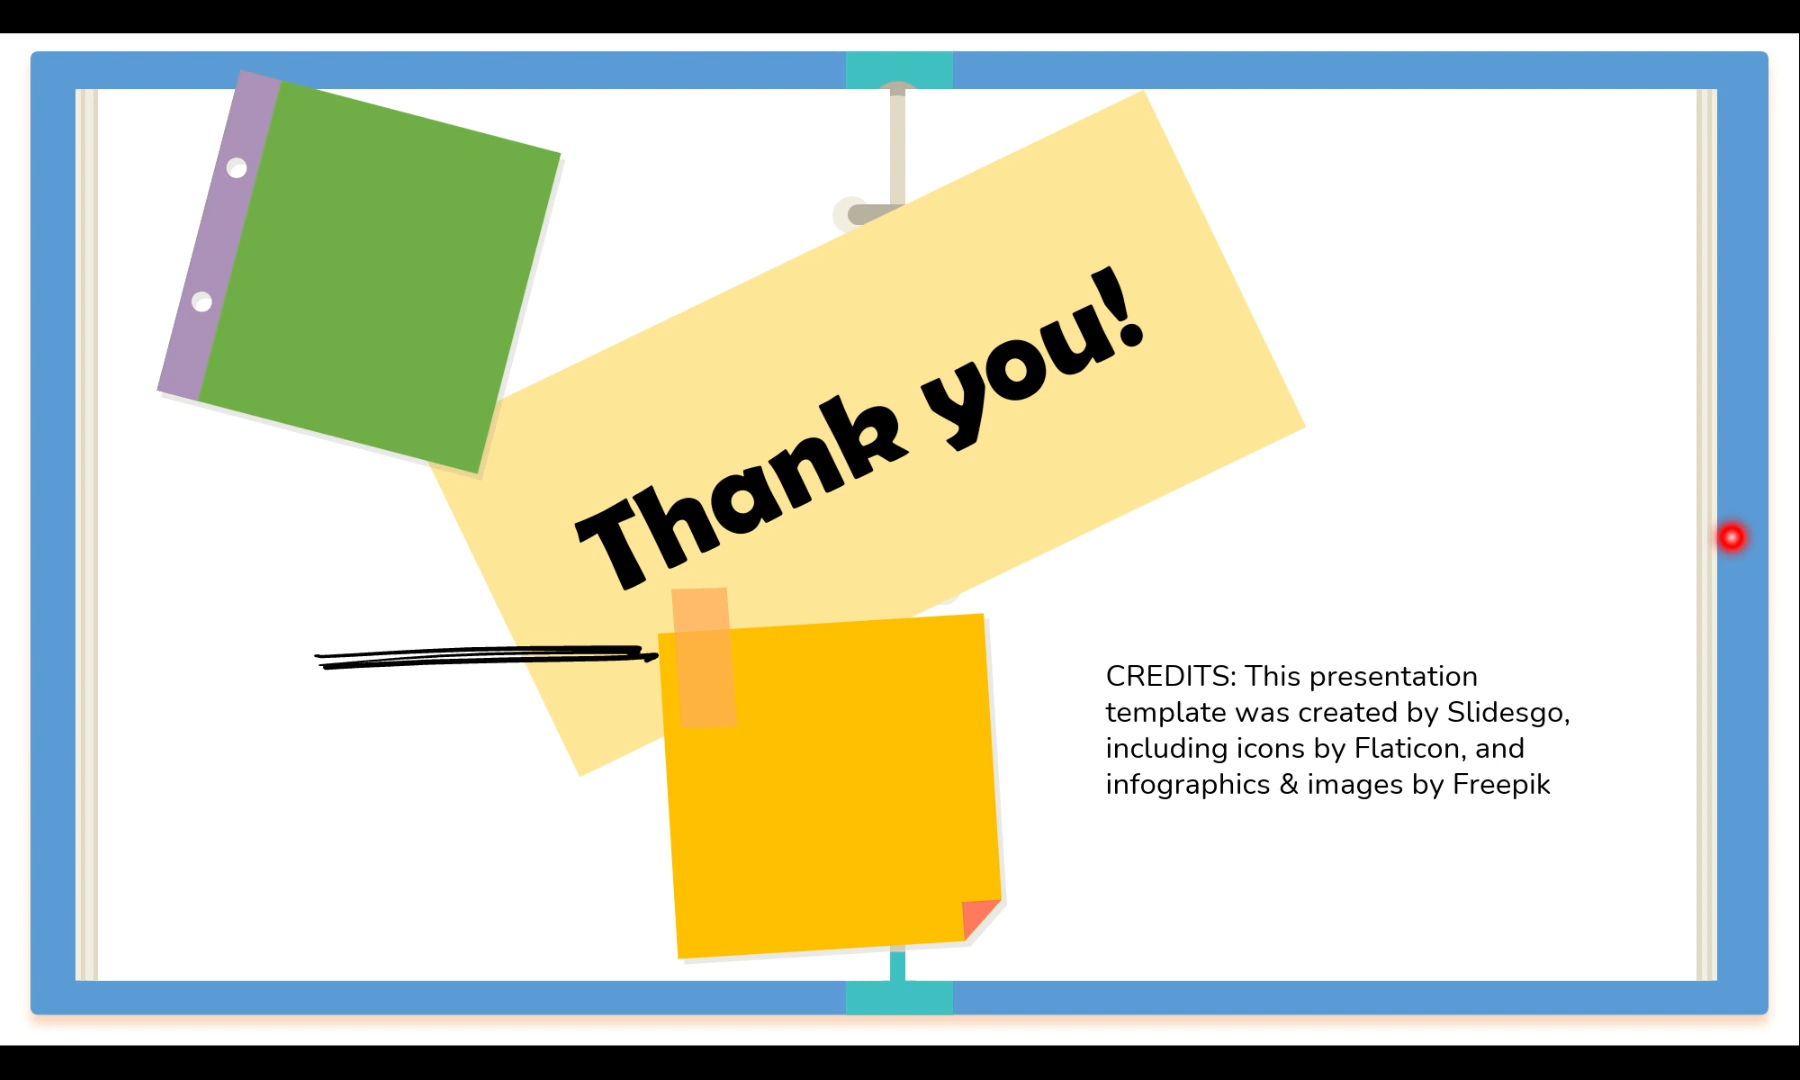 Thank you!
CREDITS: This presentation
template was created by Slidesgo,
including icons by Flaticon, and
infographics & images by Freepik